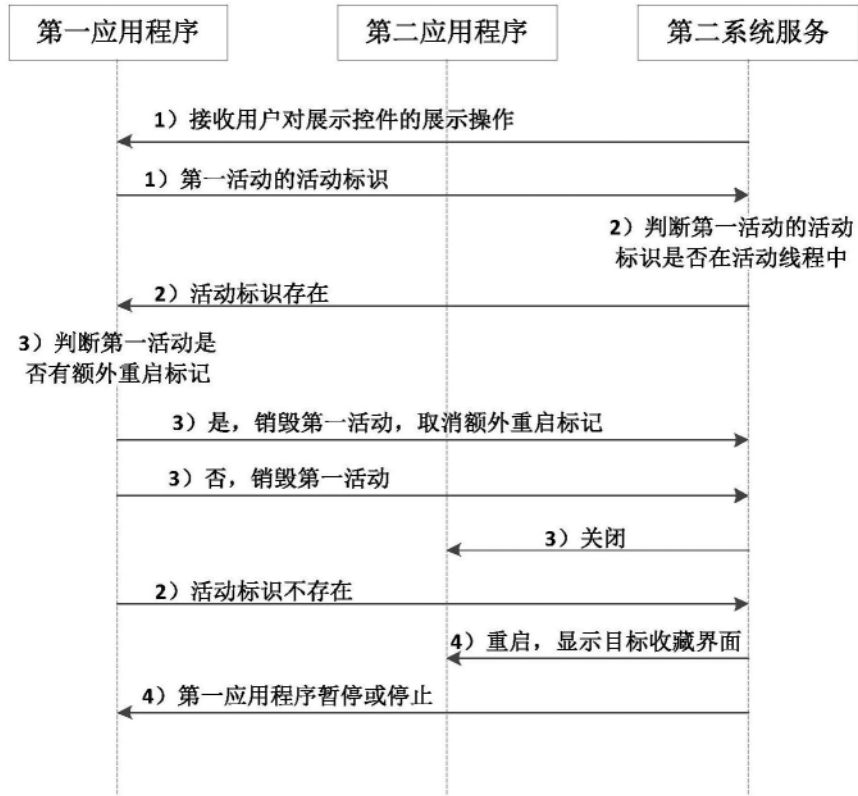 第一应用程序
第二应用程序
第二系统服务
1）接收用户对展示控件的展示操作
1）第一活动的活动标识
2）判断第一活动的活动
标识是否在活动线程中
2）活动标识存在
3）判断第一活动是
否有额外重启标记
3）是，销毁第一活动，取消额外重启标记
3）否，销毁第一活动
3）关闭
2）活动标识不存在
4）重启，显示目标收藏界面
4）第一应用程序暂停或停止